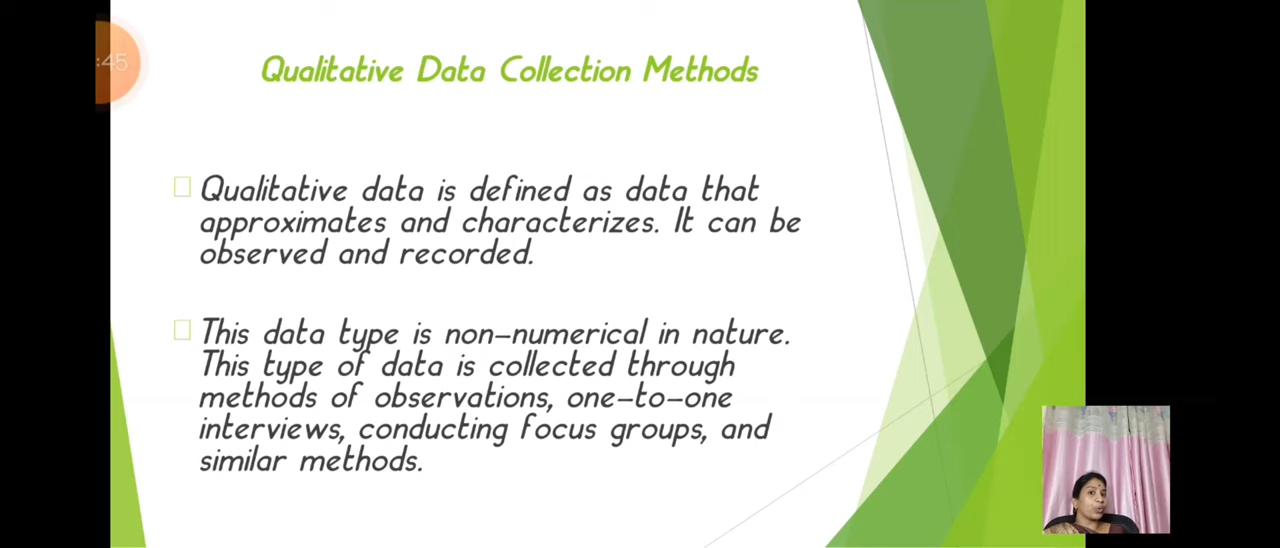 :45
Qualitative Data Collection Methods
Qualitative data is defined as data that
approximates and characterizes. It can be
observed and recorded.
This data type is non-numerical in nature.
This type of data is collected through
methods of observations, one-to-one
interviews, conducting focus groups, and
similar methods.